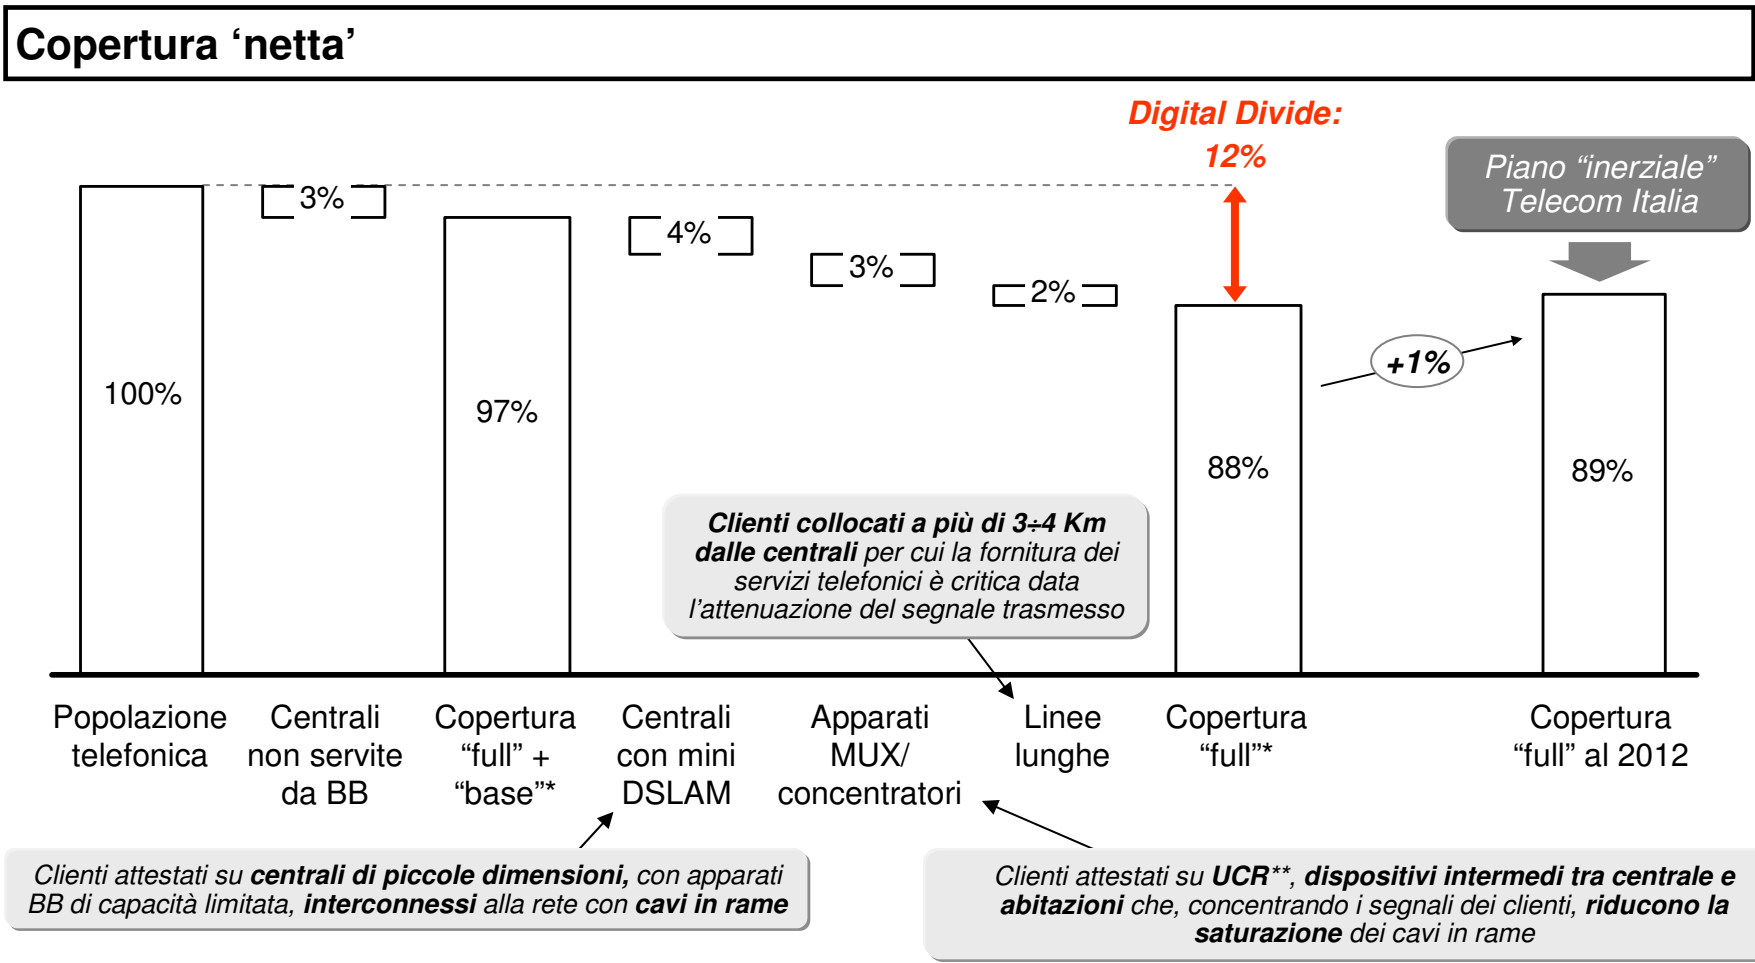 Copertura ‘netta’
Digital Divide:
12%
Piano “inerziale”
Telecom Italia
3%
4%
3%
2%
100%
97%
88%
+1%
89%
Clienti collocati a più di 3÷4 Km
dalle centrali per cui la fornitura dei
servizi telefonici è critica data
l’attenuazione del segnale trasmesso
Popolazione
telefonica
Centrali
non servite
da BB
Copertura
“full” +
“base”*
Centrali
con mini
DSLAM
Apparati
MUX/
concentratori
Linee
lunghe
Copertura
“full”*
Copertura
“full” al 2012
Clienti attestati su centrali di piccole dimensioni, con apparati
BB di capacità limitata, interconnessi alla rete con cavi in rame
Clienti attestati su UCR**, dispositivi intermedi tra centrale e
abitazioni che, concentrando i segnali dei clienti, riducono la
saturazione dei cavi in rame